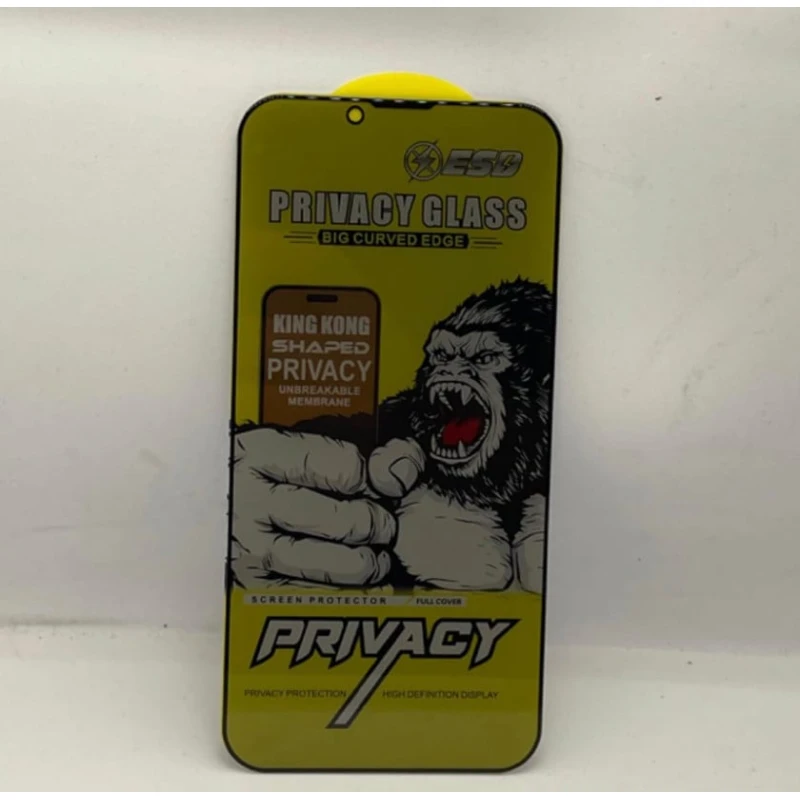 ESD
PRIVACY GLASS
BIG CURVED EDGE
KING KONG
SHAPED
PRIVACY
UNBREAKABLE
MEMBRANE
SCREEN PROTECTOR FULL COVER
PRIVACY
PRIVACY PROTECTION HIGH DEFINITION DISPLAY